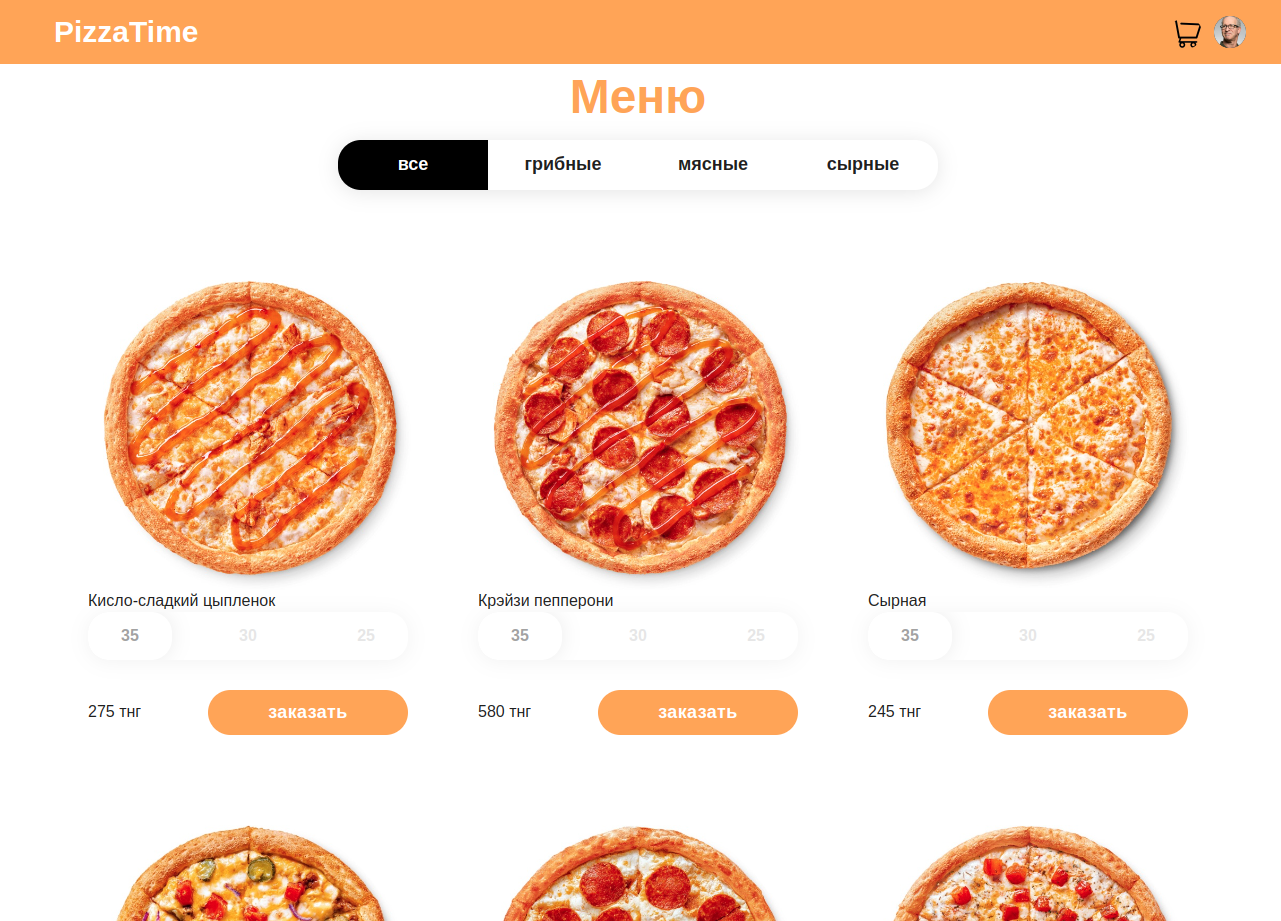 PizzaTime
Меню
все грибные мясные сырные
Кисло-сладкий цыпленок
35 30 25
275 тнг заказать
Крэйзи пепперони
35 30 25
580 тнг заказать
Сырная
35 30 25
245 тнг заказать